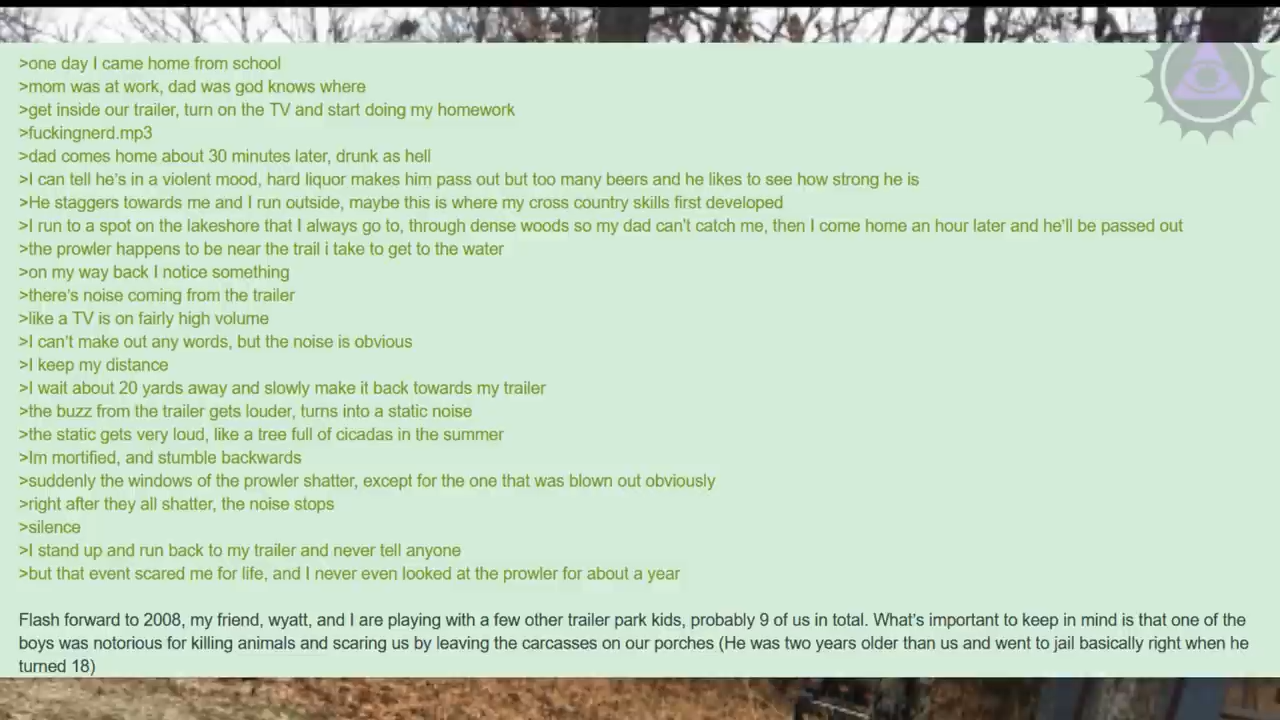 >one day I came home from school
>mom was at work, dad was god knows where
>get inside our trailer, turn on the TV and start doing my homework
>fuckingnerd.mp3
>dad comes home about 30 minutes later, drunk as hell
>I can tell he's in a violent mood, hard liquor makes him pass out but too many beers and he likes to see how strong he is
>He staggers towards me and I run outside, maybe this is where my cross country skills first developed
>I run to a spot on the lakeshore that I always go to, through dense woods so my dad can't catch me, then I come home an hour later and he'll be passed out
>the prowler happens to be near the trail i take to get to the water
>on my way back I notice something
>there's noise coming from the trailer
>like a TV is on fairly high volume
>I can't make out any words, but the noise is obvious
>I keep my distance
>I wait about 20 yards away and slowly make it back towards my trailer
>the buzz from the trailer gets louder, turns into a static noise
>the static gets very loud, like a tree full of cicadas in the summer
>Im mortified, and stumble backwards
>suddenly the windows of the prowler shatter, except for the one that was blown out obviously
>right after they all shatter, the noise stops
>silence
>I stand up and run back to my trailer and never tell anyone
>but that event scared me for life, and I never even looked at the prowler for about a year
Flash forward to 2008, my friend, wyatt, and I are playing with a few other trailer park kids, probably 9 of us in total. What's important to keep in mind is that one of the
boys was notorious for killing animals and scaring us by leaving the carcasses on our porches (He was two years older than us and went to jail basically right when he
turned 18)